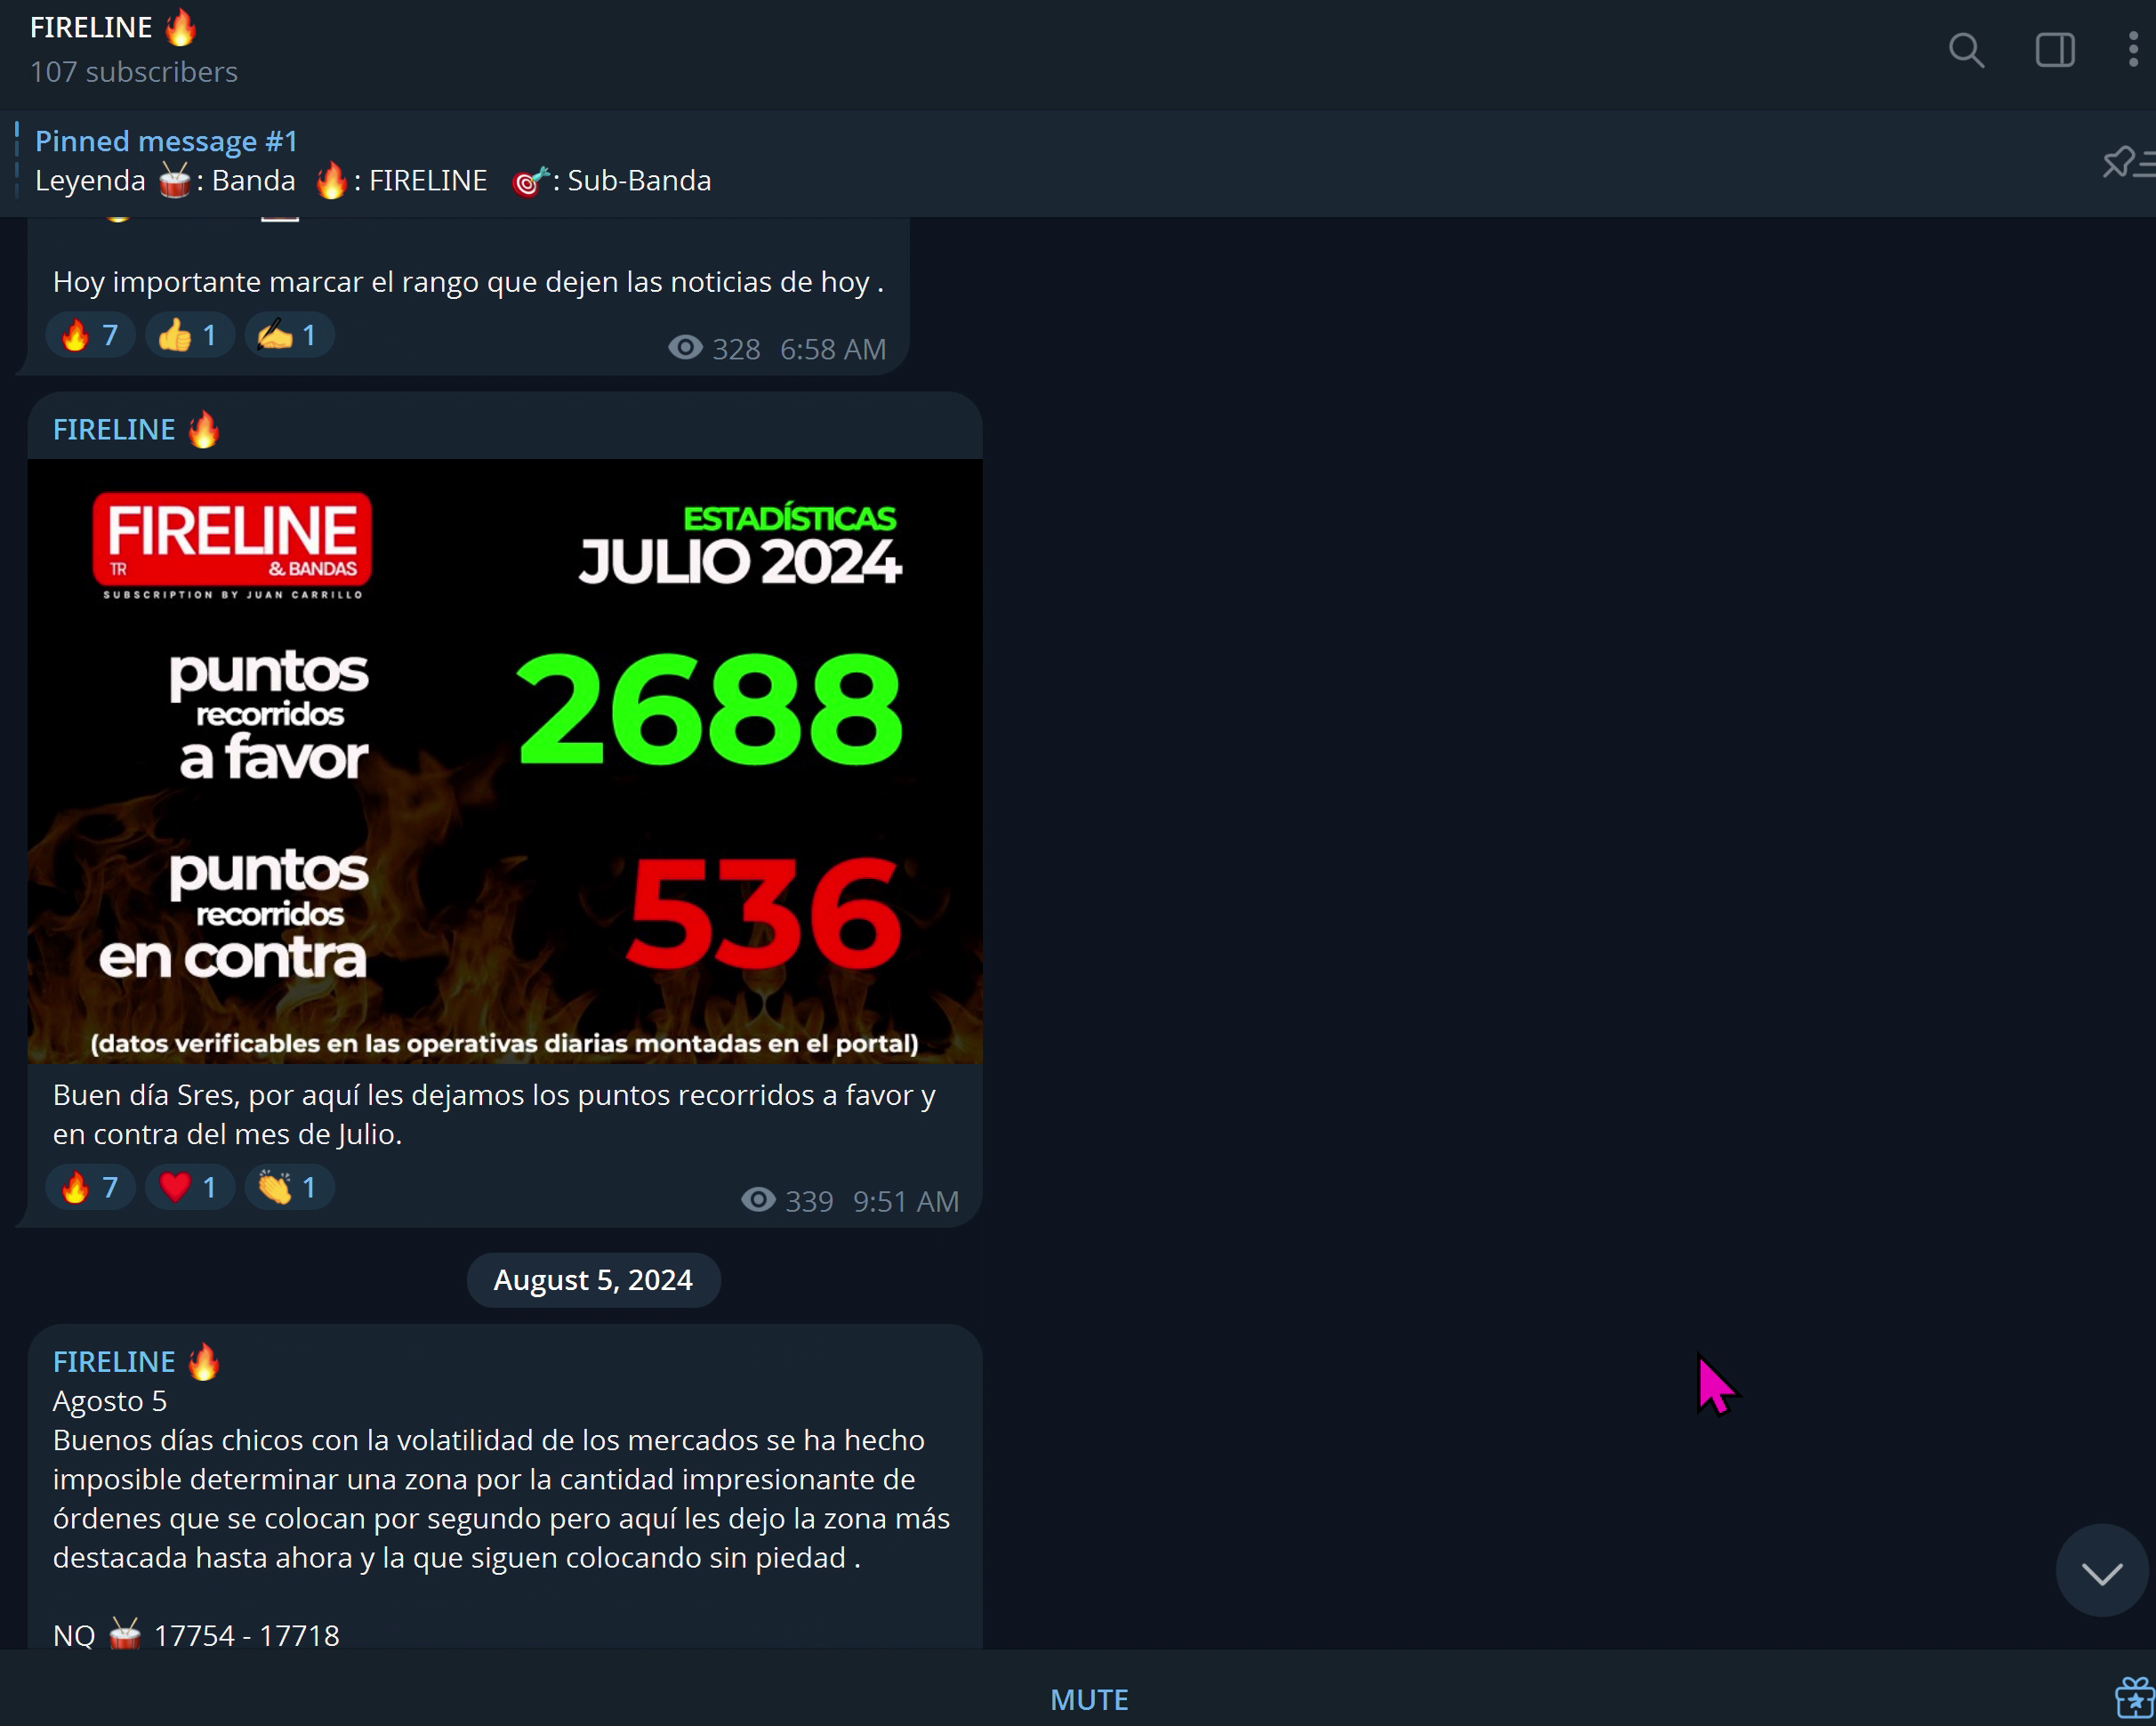 FIRELINE 🔥
107 subscribers
Pinned message #1
Leyenda 🥁: Banda 🔥: FIRELINE 🎯: Sub-Banda
Hoy importante marcar el rango que dejen las noticias de hoy .
🔥 7 👍 1 ✍️ 1
328 6:58 AM
FIRELINE 🔥
FIRELINE
TR & BANDAS
SUBSCRIPTION BY JUAN CARRILLO
ESTADÍSTICAS
JULIO 2024
puntos
recorridos
a favor
2688
puntos
recorridos
en contra
536
(datos verificables en las operativas diarias montadas en el portal)
Buen día Sres, por aquí les dejamos los puntos recorridos a favor y
en contra del mes de Julio.
🔥 7 ❤️ 1 👏 1
339 9:51 AM
August 5, 2024
FIRELINE 🔥
Agosto 5
Buenos días chicos con la volatilidad de los mercados se ha hecho
imposible determinar una zona por la cantidad impresionante de
órdenes que se colocan por segundo pero aquí les dejo la zona más
destacada hasta ahora y la que siguen colocando sin piedad .
NQ 🥁 17754 - 17718
MUTE